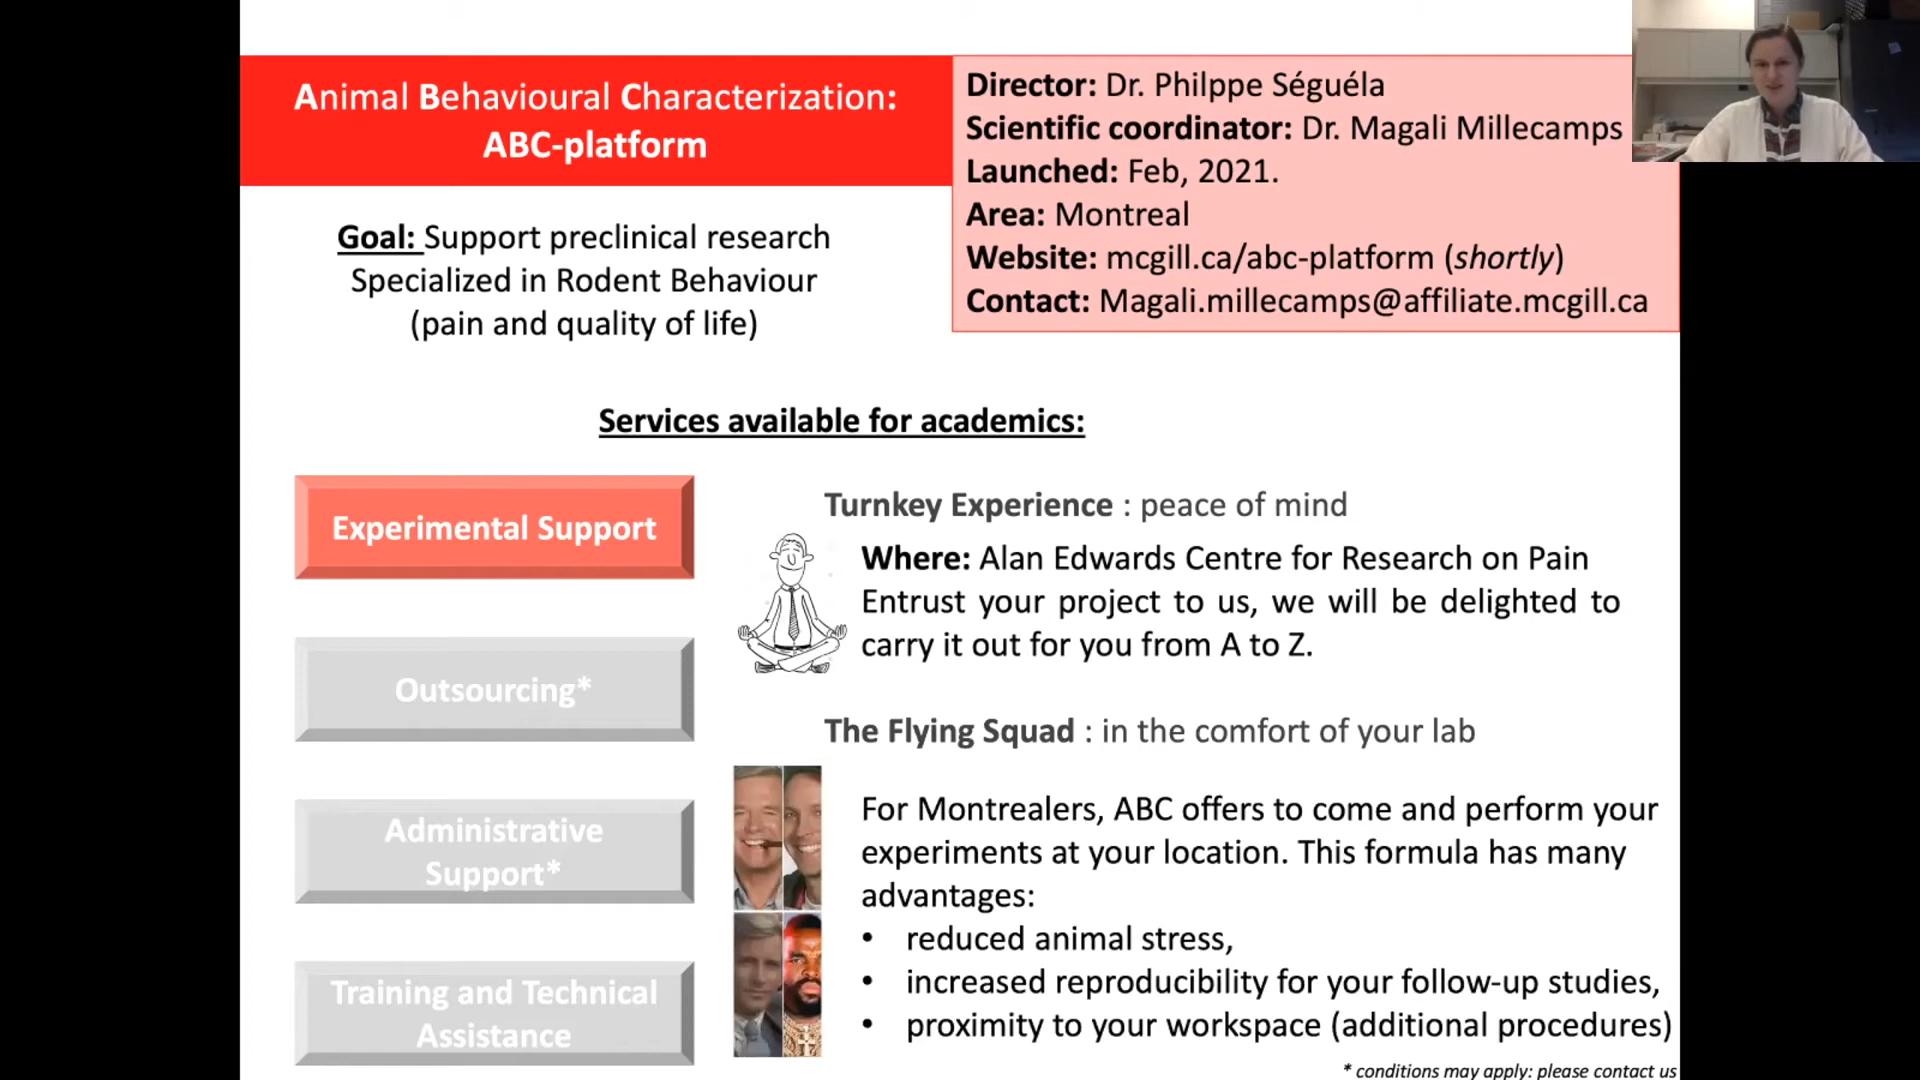 Animal Behavioural Characterization:
ABC-platform
Director: Dr. Philppe Séguéla
Scientific coordinator: Dr. Magali Millecamps
Launched: Feb, 2021.
Area: Montreal
Website: mcgill.ca/abc-platform (shortly)
Contact: Magali.millecamps@affiliate.mcgill.ca
Goal: Support preclinical research
Specialized in Rodent Behaviour
(pain and quality of life)
Services available for academics:
Experimental Support
Outsourcing*
Administrative
Support*
Training and Technical
Assistance
Turnkey Experience : peace of mind
Where: Alan Edwards Centre for Research on Pain
Entrust your project to us, we will be delighted to
carry it out for you from A to Z.
The Flying Squad : in the comfort of your lab
For Montrealers, ABC offers to come and perform your
experiments at your location. This formula has many
advantages:
• reduced animal stress,
• increased reproducibility for your follow-up studies,
• proximity to your workspace (additional procedures)
* conditions may apply: please contact us